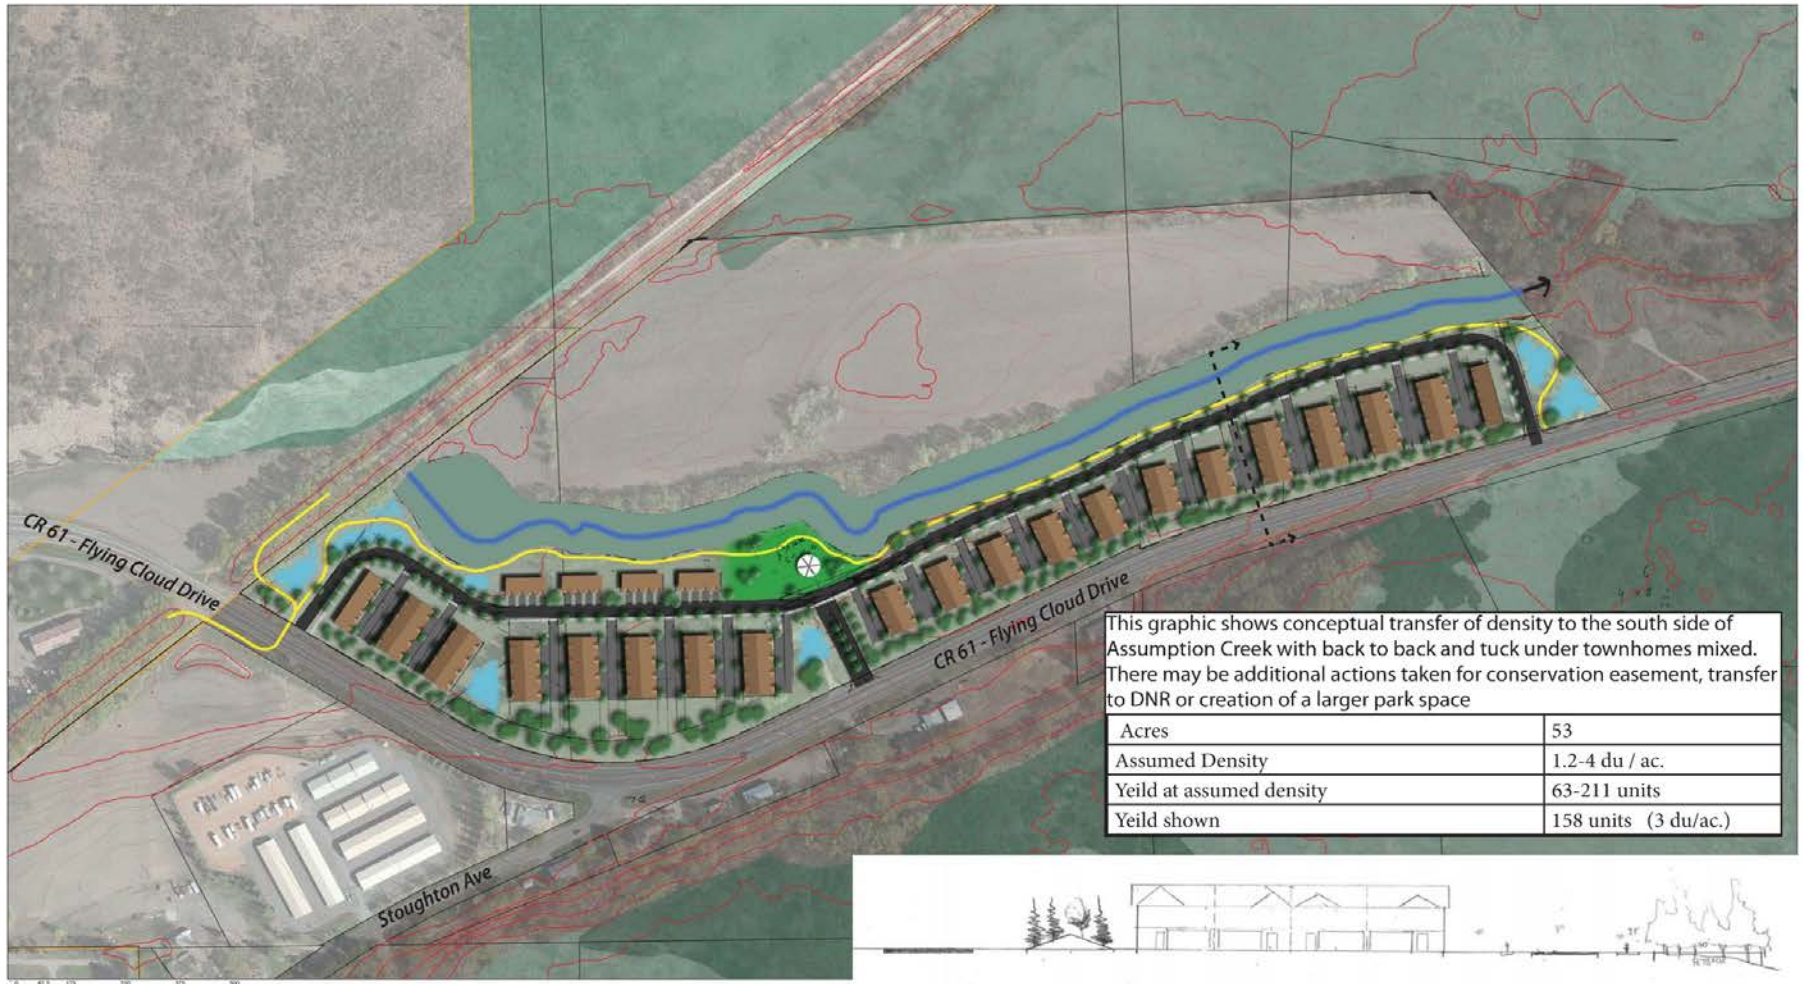 CR 61 - Flying Cloud Drive
CR 61 - Flying Cloud Drive
This graphic shows conceptual transfer of density to the south side of
Assumption Creek with back to back and tuck under townhomes mixed.
There may be additional actions taken for conservation easement, transfer
to DNR or creation of a larger park space
Acres 53
Assumed Density 1.2-4 du / ac.
Yeild at assumed density 63-211 units
Yeild shown 158 units (3 du/ac.)
Stoughton Ave